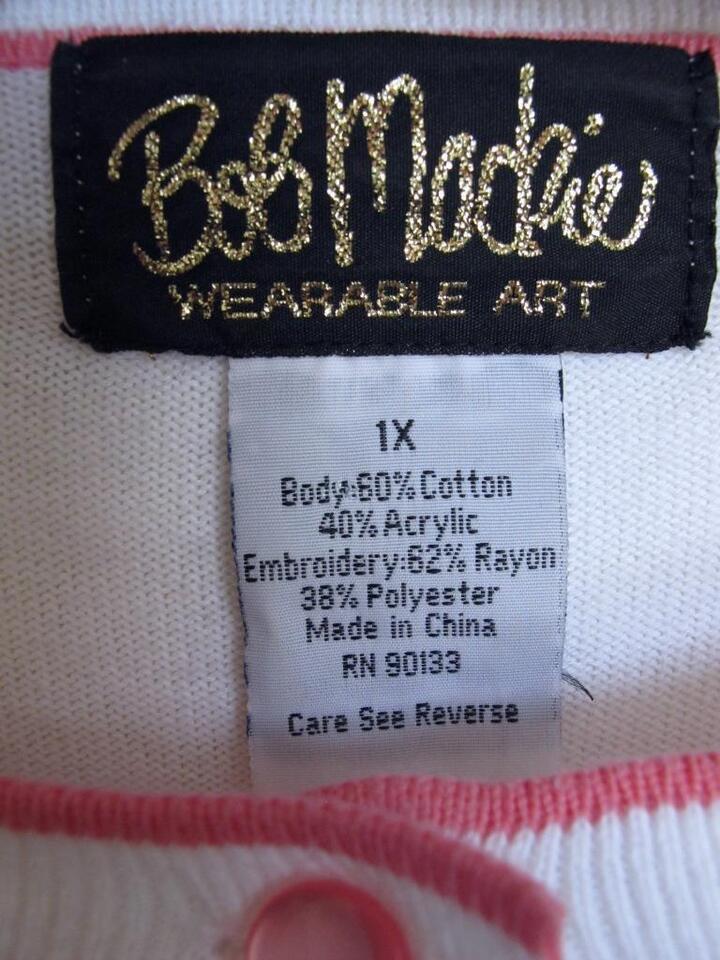 Bob Mackie
WEARABLE ART
1X
Body:60% Cotton
40% Acrylic
Embroidery:62% Rayon
38% Polyester
Made in China
RN 90133
Care See Reverse